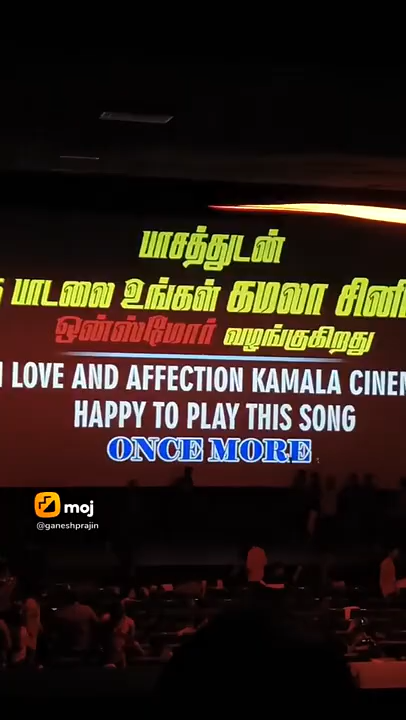 பாசத்துடன்
பாடலை உங்கள் கமலா சினி
ஒன்ஸ்மோர் வழங்குகிறது
LOVE AND AFFECTION KAMALA CINE
HAPPY TO PLAY THIS SONG
ONCE MORE
moj
@ganeshprajin